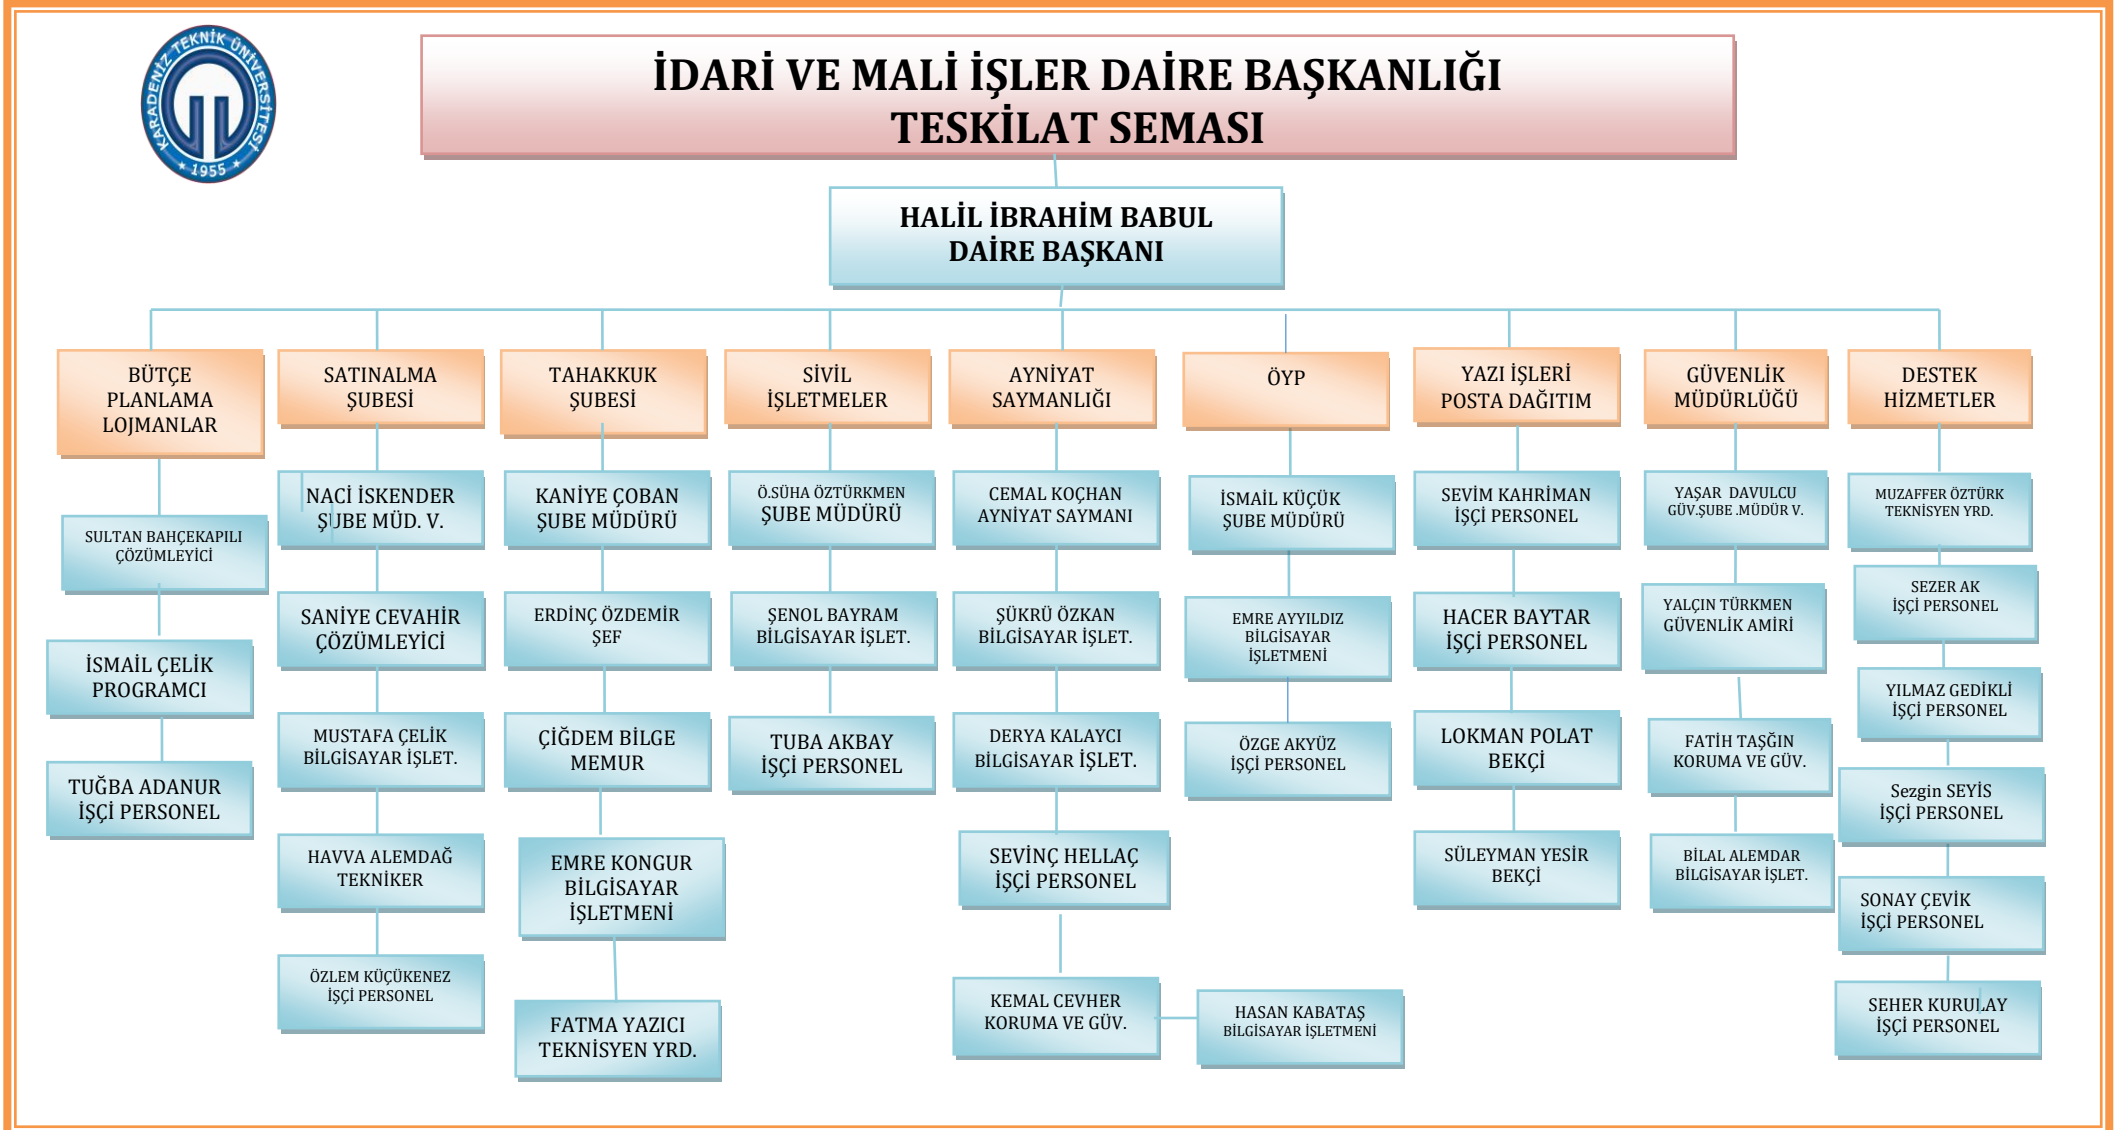 KARADENİZ TEKNİK ÜNİVERSİTESİ
* 1955 *
İDARİ VE MALİ İŞLER DAİRE BAŞKANLIĞI
TESKİLAT SEMASI
HALİL İBRAHİM BABUL
DAİRE BAŞKANI
BÜTÇE
PLANLAMA
LOJMANLAR
SULTAN BAHÇEKAPILI
ÇÖZÜMLEYİCİ
İSMAİL ÇELİK
PROGRAMCI
TUĞBA ADANUR
İŞÇİ PERSONEL
SATINALMA
ŞUBESİ
NACİ İSKENDER
ŞUBE MÜD. V.
SANİYE CEVAHİR
ÇÖZÜMLEYİCİ
MUSTAFA ÇELİK
BİLGİSAYAR İŞLET.
HAVVA ALEMDAĞ
TEKNİKER
ÖZLEM KÜÇÜKENEZ
İŞÇİ PERSONEL
TAHAKKUK
ŞUBESİ
KANİYE ÇOBAN
ŞUBE MÜDÜRÜ
ERDİNÇ ÖZDEMİR
ŞEF
ÇİĞDEM BİLGE
MEMUR
EMRE KONGUR
BİLGİSAYAR
İŞLETMENİ
FATMA YAZICI
TEKNİSYEN YRD.
SİVİL
İŞLETMELER
Ö.SÜHA ÖZTÜRKMEN
ŞUBE MÜDÜRÜ
ŞENOL BAYRAM
BİLGİSAYAR İŞLET.
TUBA AKBAY
İŞÇİ PERSONEL
AYNİYAT
SAYMANLIĞI
CEMAL KOÇHAN
AYNİYAT SAYMANI
ŞÜKRÜ ÖZKAN
BİLGİSAYAR İŞLET.
DERYA KALAYCI
BİLGİSAYAR İŞLET.
SEVİNÇ HELLAÇ
İŞÇİ PERSONEL
KEMAL CEVHER
KORUMA VE GÜV.
HASAN KABATAŞ
BİLGİSAYAR İŞLETMENİ
ÖYP
İSMAİL KÜÇÜK
ŞUBE MÜDÜRÜ
EMRE AYYILDIZ
BİLGİSAYAR
İŞLETMENİ
ÖZGE AKYÜZ
İŞÇİ PERSONEL
YAZI İŞLERİ
POSTA DAĞITIM
SEVİM KAHRİMAN
İŞÇİ PERSONEL
HACER BAYTAR
İŞÇİ PERSONEL
LOKMAN POLAT
BEKÇİ
SÜLEYMAN YESİR
BEKÇİ
GÜVENLİK
MÜDÜRLÜĞÜ
YAŞAR DAVULCU
GÜV.ŞUBE .MÜDÜR V.
YALÇIN TÜRKMEN
GÜVENLİK AMİRİ
FATİH TAŞĞIN
KORUMA VE GÜV.
BİLAL ALEMDAR
BİLGİSAYAR İŞLET.
DESTEK
HİZMETLER
MUZAFFER ÖZTÜRK
TEKNİSYEN YRD.
SEZER AK
İŞÇİ PERSONEL
YILMAZ GEDİKLİ
İŞÇİ PERSONEL
Sezgin SEYİS
İŞÇİ PERSONEL
SONAY ÇEVİK
İŞÇİ PERSONEL
SEHER KURULAY
İŞÇİ PERSONEL